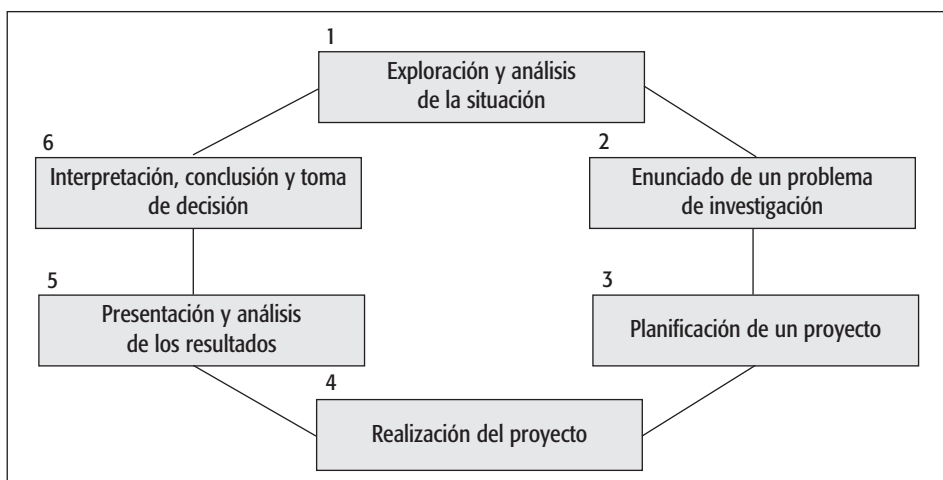 1
Exploración y análisis
de la situación
2
Enunciado de un problema
de investigación
3
Planificación de un proyecto
4
Realización del proyecto
5
Presentación y análisis
de los resultados
6
Interpretación, conclusión y toma
de decisión